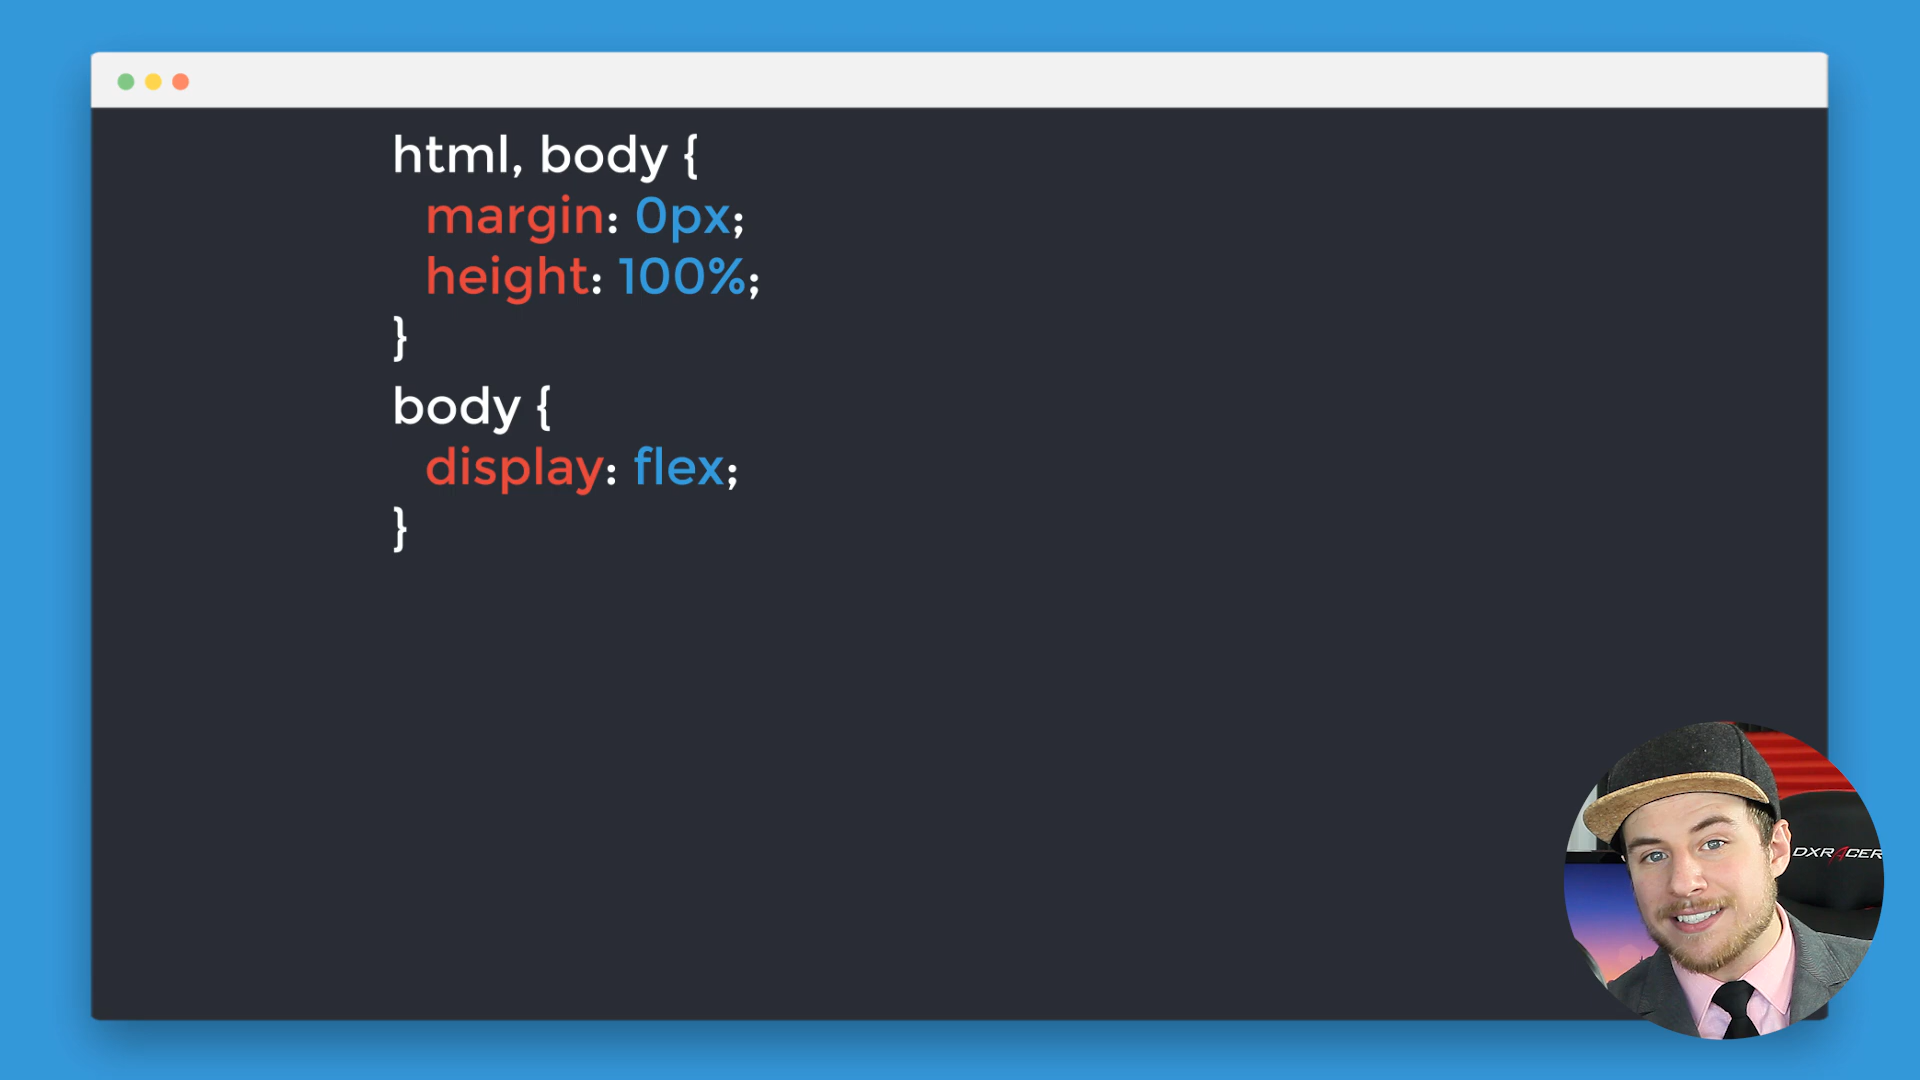 html, body {
margin: 0px;
height: 100%;
}
body {
display: flex;
}
DXRACER